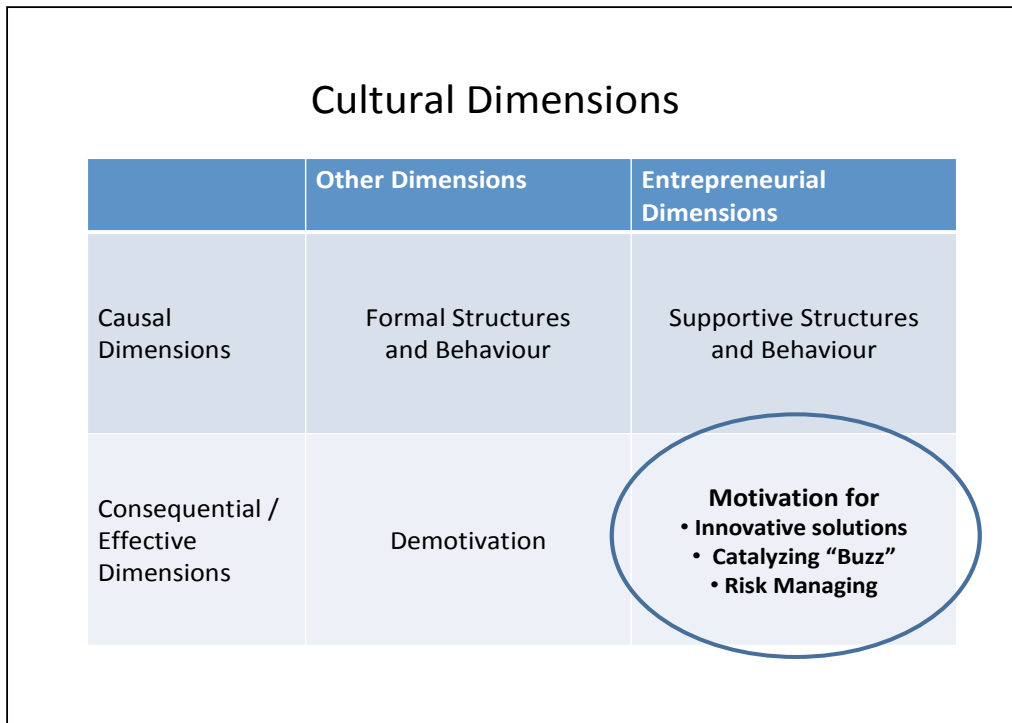 Cultural Dimensions
Other Dimensions
Entrepreneurial
Dimensions
Causal
Dimensions
Formal Structures
and Behaviour
Supportive Structures
and Behaviour
Consequential /
Effective
Dimensions
Demotivation
Motivation for
• Innovative solutions
• Catalyzing “Buzz”
• Risk Managing